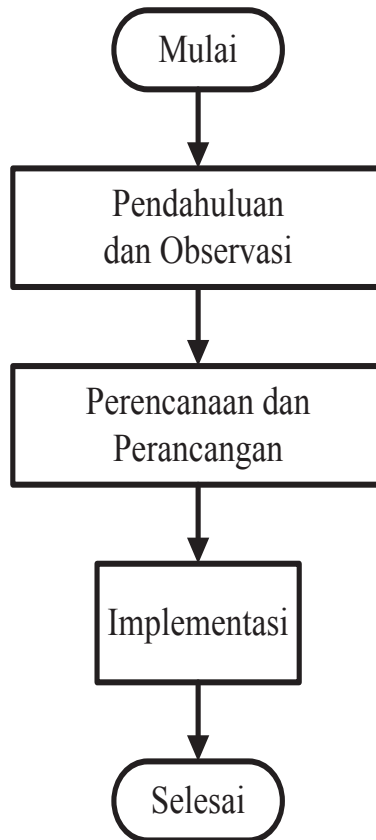 Mulai
Pendahuluan
dan Observasi
Perencanaan dan
Perancangan
Implementasi
Selesai